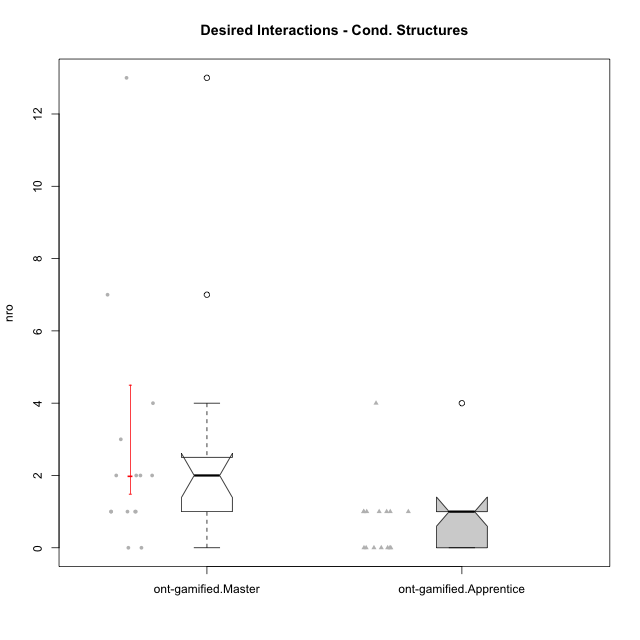 Desired Interactions - Cond. Structures
nro
12
10
8
6
4
2
0
ont-gamified.Master
ont-gamified.Apprentice